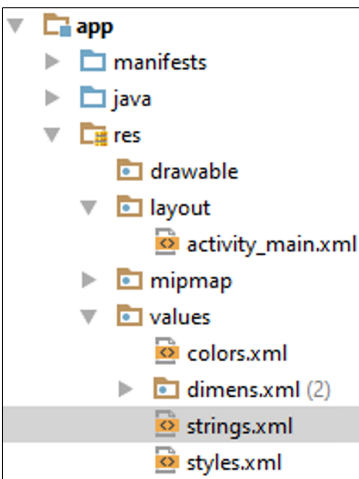 app
manifests
java
res
drawable
layout
activity_main.xml
mipmap
values
colors.xml
dimens.xml (2)
strings.xml
styles.xml